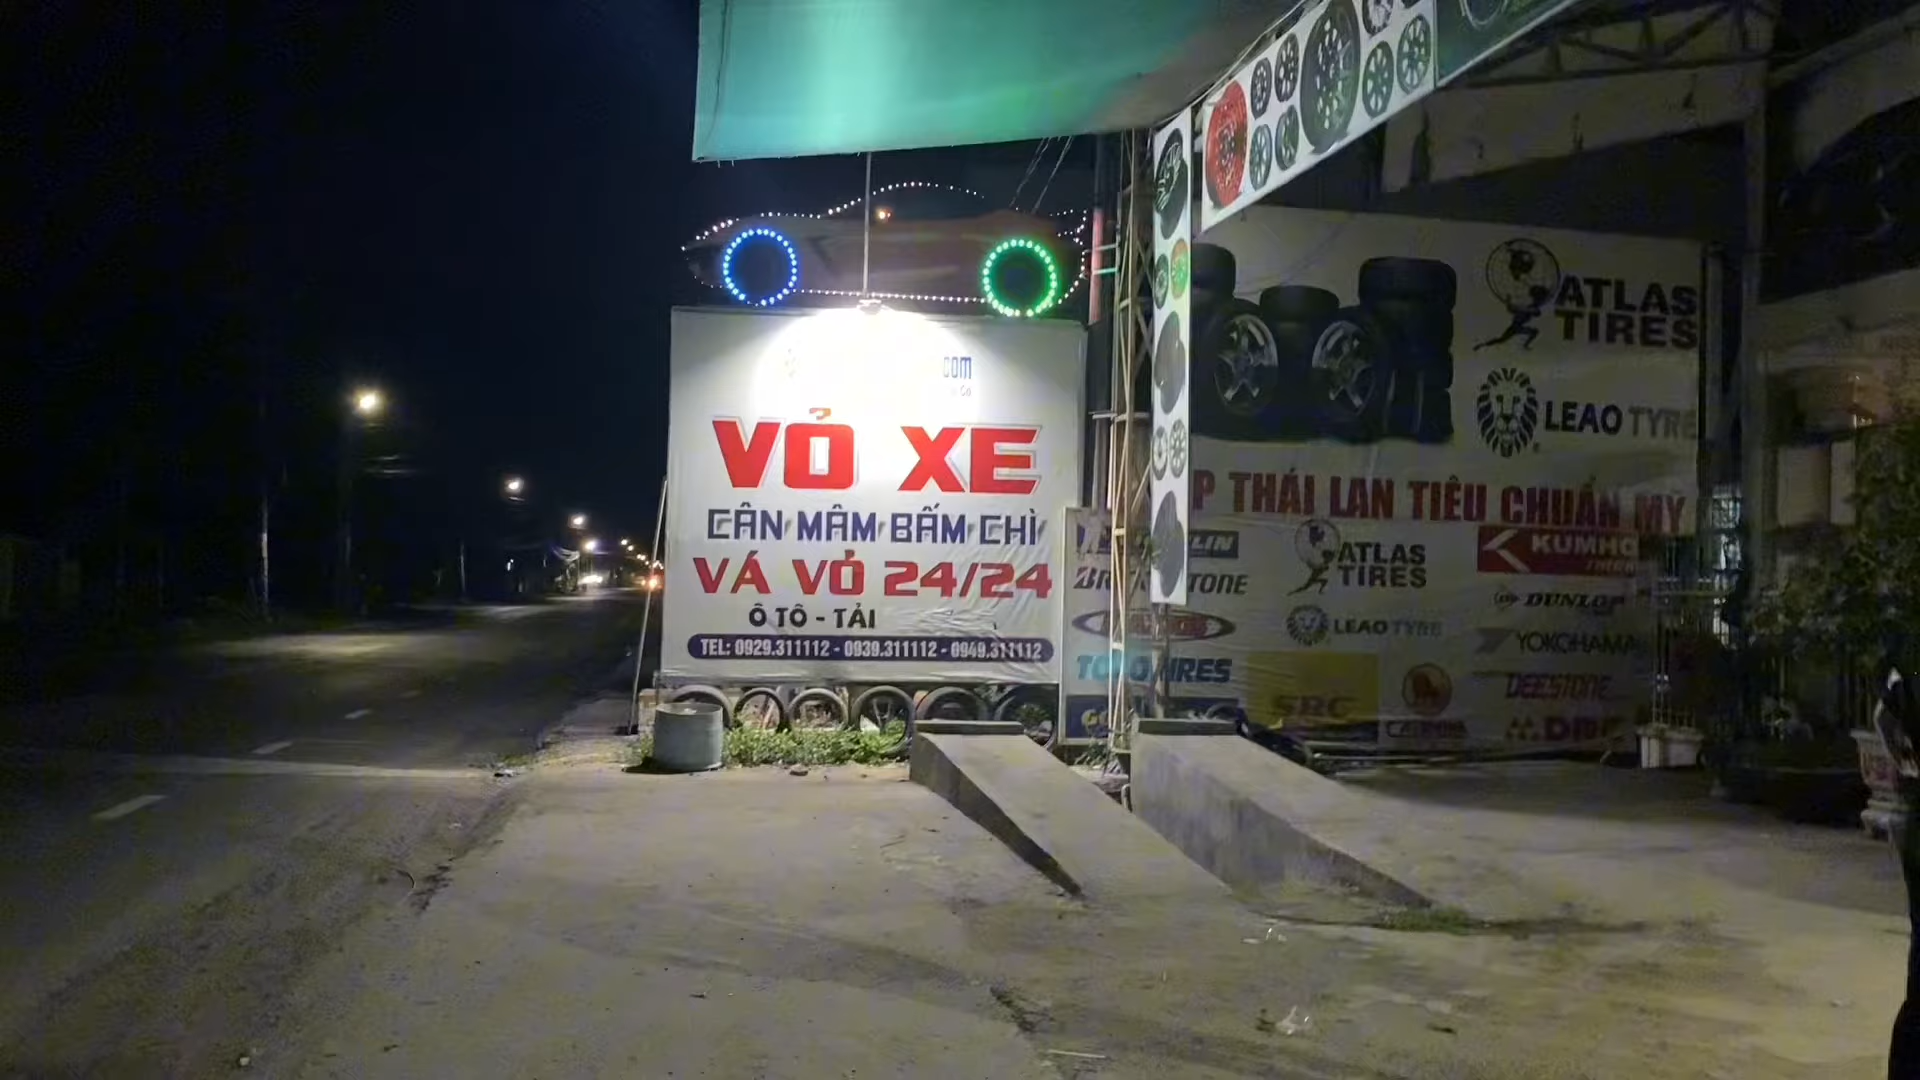 COM
VỎ XE
CÂN MÂM BẤM CHÌ
VÁ VỎ 24/24
Ô TÔ - TẢI
TEL: 0929.311112 - 0939.311112 - 0949.311112
ATLAS
TIRES
LEAO TYRE
P THÁI LAN TIÊU CHUẨN MỸ
ATLAS
TIRES
KUMHO
DUNLOP
LEAO TYRE
YOKOHAMA
SRC
DEESTONE